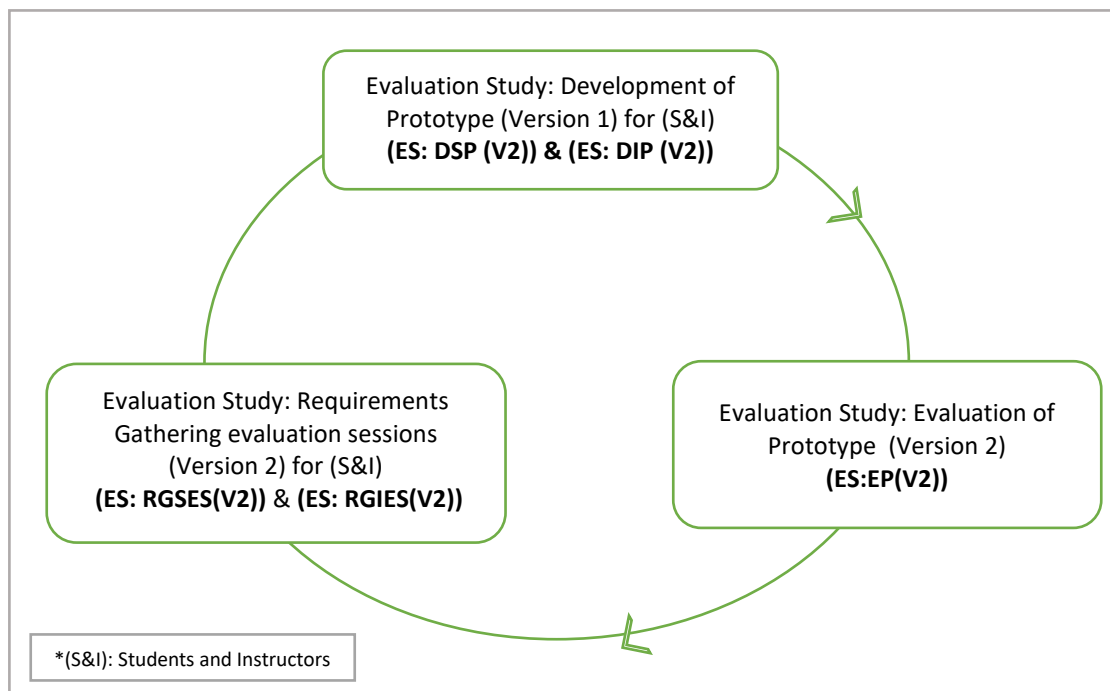 Evaluation Study: Development of
Prototype (Version 1) for (S&I)
(ES: DSP (V2)) & (ES: DIP (V2))
Evaluation Study: Requirements
Gathering evaluation sessions
(Version 2) for (S&I)
(ES: RGSES(V2)) & (ES: RGIES(V2))
Evaluation Study: Evaluation of
Prototype (Version 2)
(ES:EP(V2))
*(S&I): Students and Instructors